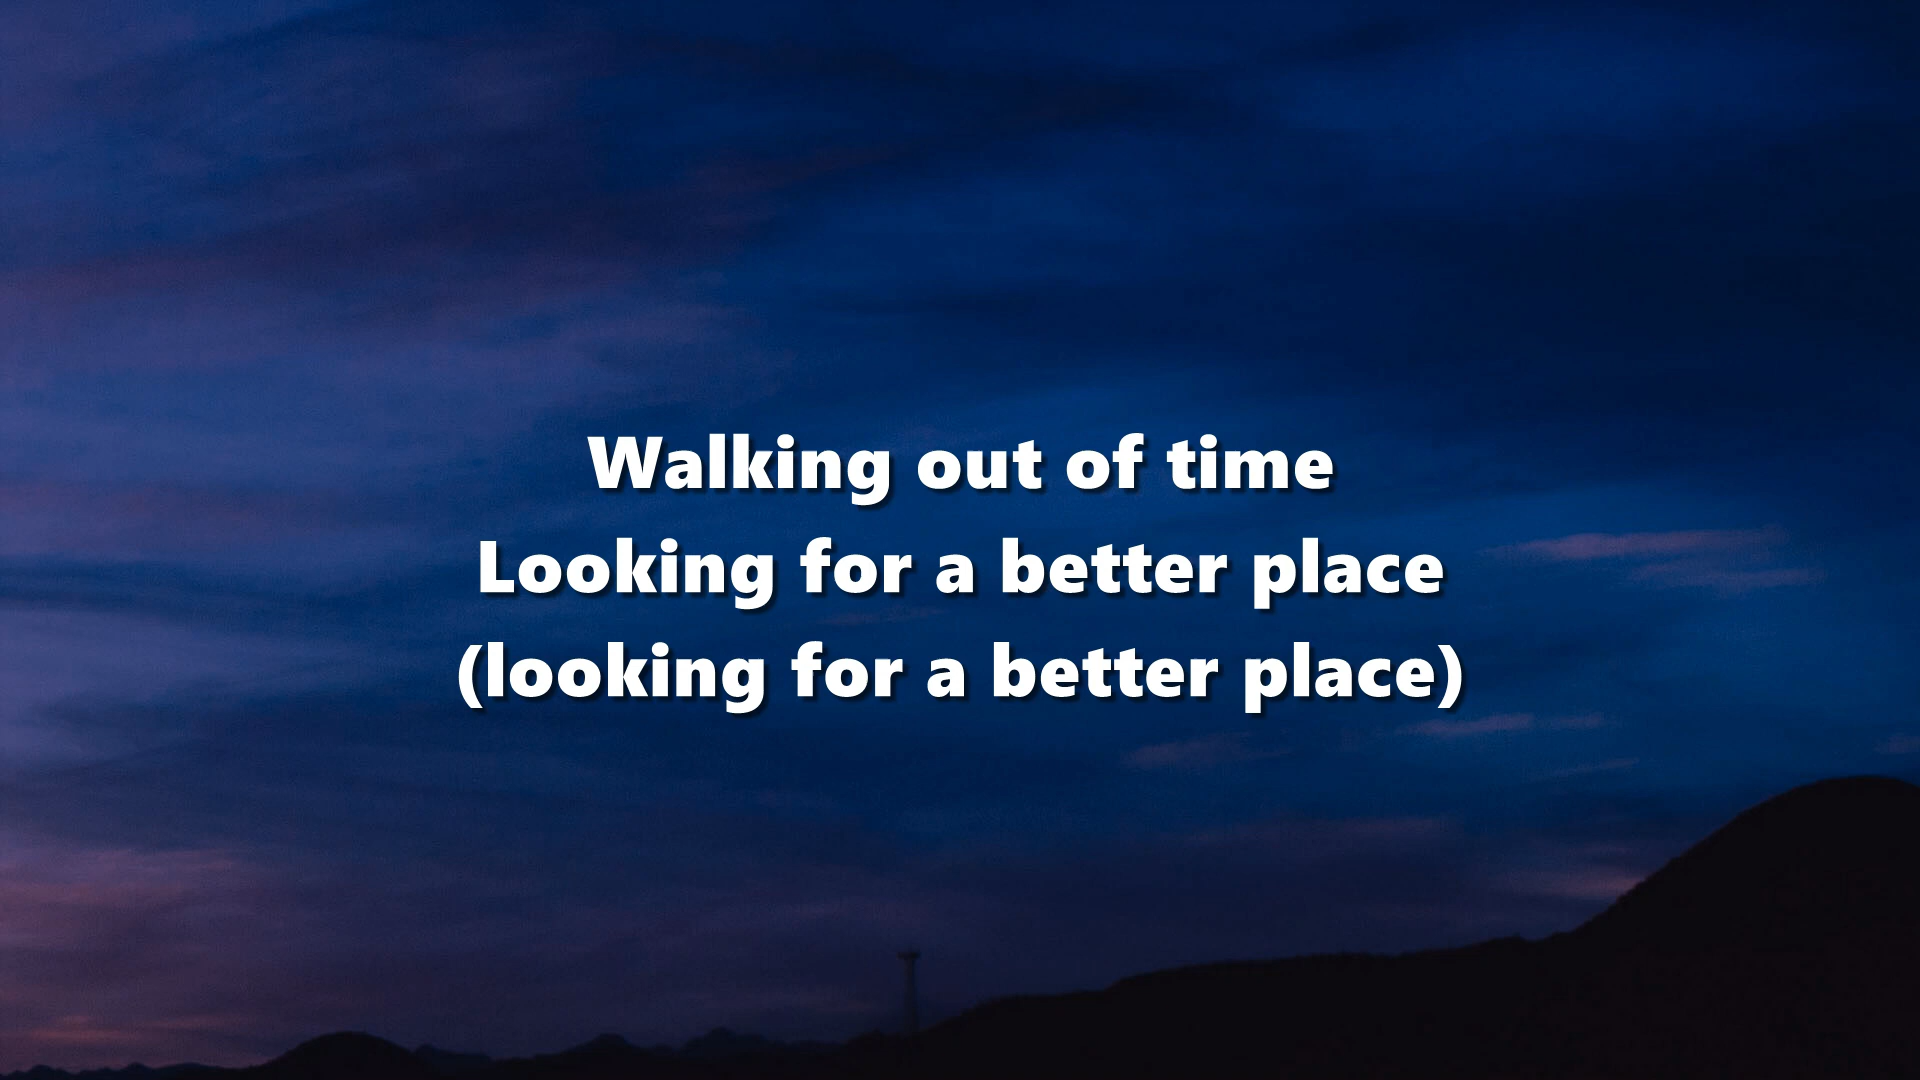 Walking out of time
Looking for a better place
(looking for a better place)